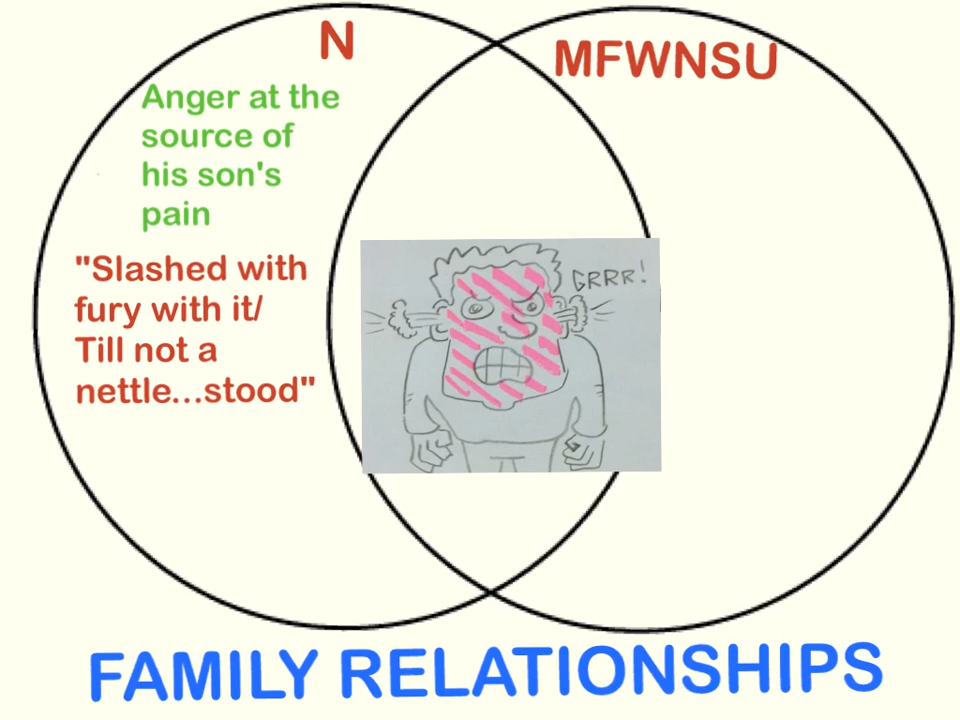 N
MFWNSU
Anger at the
source of
his son's
pain
"Slashed with
fury with it/
Till not a
nettle...stood"
GRRR!
FAMILY RELATIONSHIPS